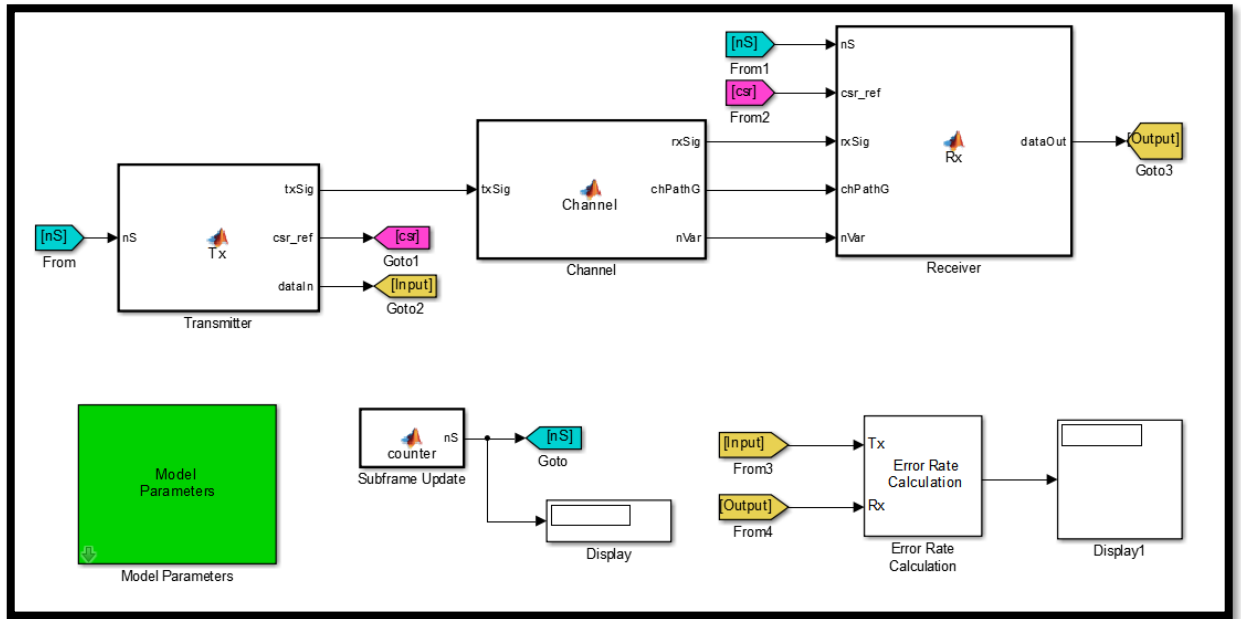 [nS]
From
nS
Tx
txSig
csr_ref
dataIn
Transmitter
[csr]
Goto1
[Input]
Goto2
txSig
Channel
rxSig
chPathG
nVar
Channel
[nS]
From1
[csr]
From2
nS
csr_ref
rxSig
chPathG
nVar
Rx
dataOut
Receiver
[Output]
Goto3
Model
Parameters
Model Parameters
nS
counter
Subframe Update
[nS]
Goto
Display
[Input]
From3
[Output]
From4
Tx
Error Rate
Calculation
Rx
Error Rate
Calculation
Display1